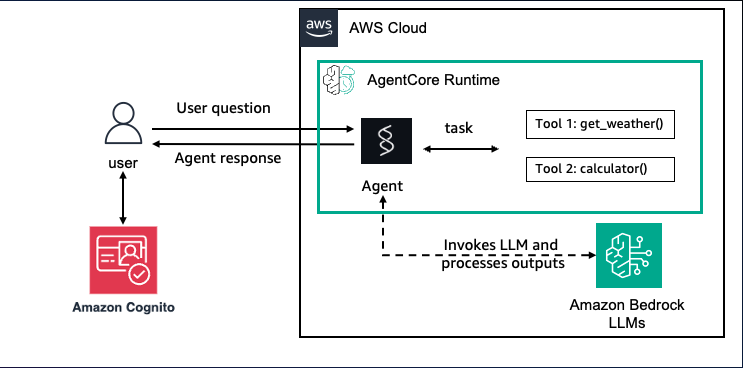 aws
AWS Cloud
AgentCore Runtime
User question
Agent response
user
task
Tool 1: get_weather()
Tool 2: calculator()
Agent
Invokes LLM and
processes outputs
Amazon Cognito
Amazon Bedrock
LLMs